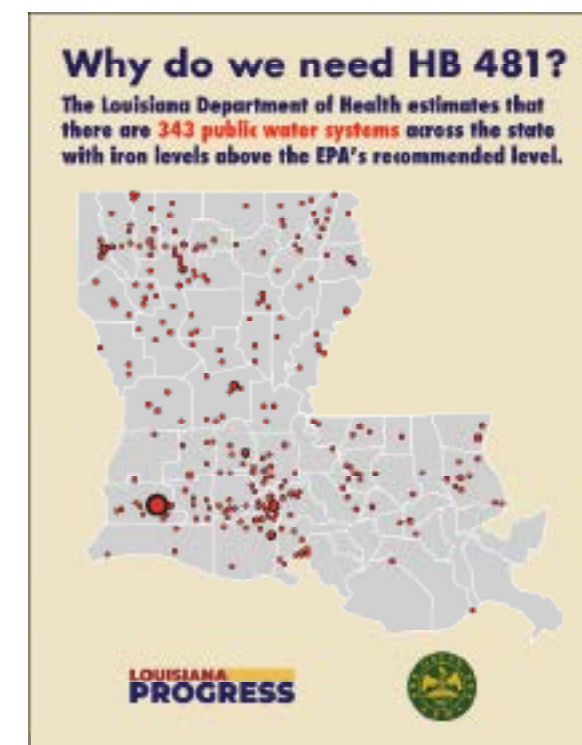 Why do we need HB 481?
The Louisiana Department of Health estimates that
there are 343 public water systems across the state
with iron levels above the EPA's recommended level.
LOUISIANA
PROGRESS